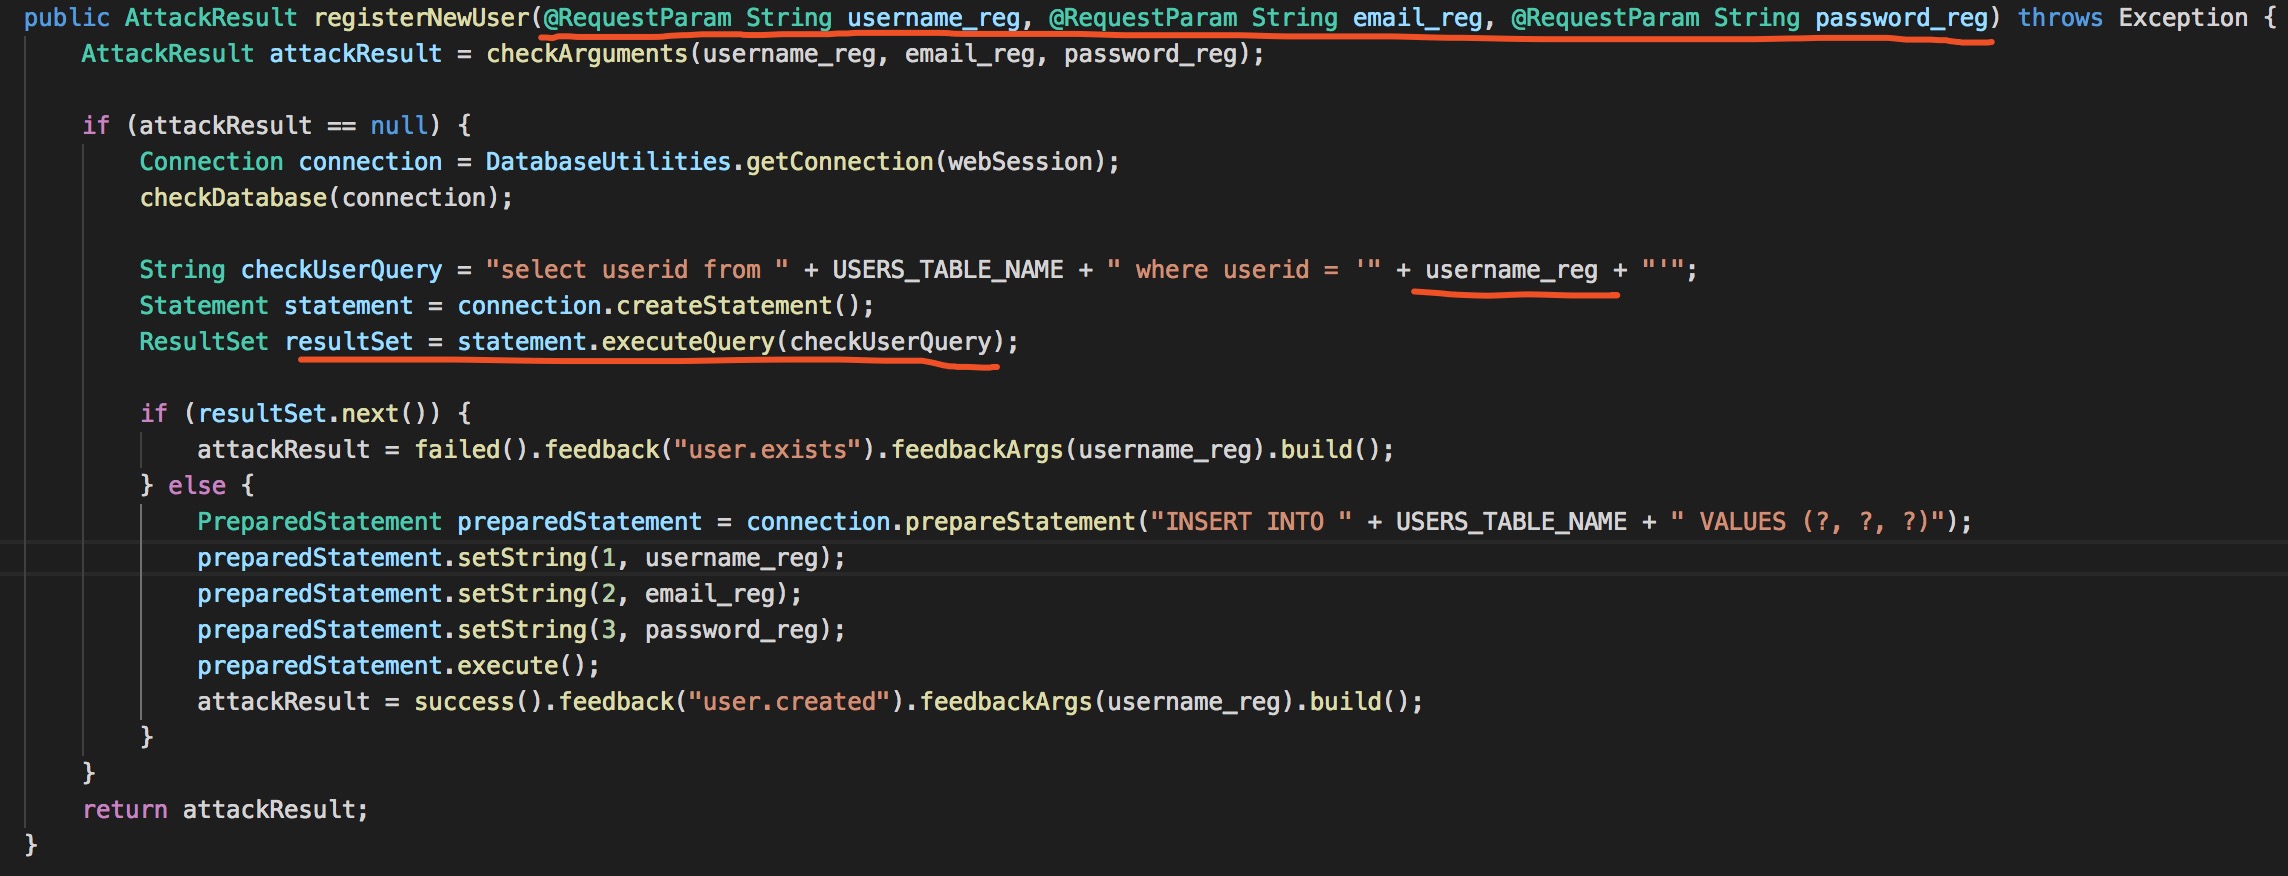 public AttackResult registerNewUser(@RequestParam String username_reg, @RequestParam String email_reg, @RequestParam String password_reg) throws Exception {
AttackResult attackResult = checkArguments(username_reg, email_reg, password_reg);
if (attackResult == null) {
Connection connection = DatabaseUtilities.getConnection(webSession);
checkDatabase(connection);
String checkUserQuery = "select userid from " + USERS_TABLE_NAME + " where userid = '" + username_reg + "'";
Statement statement = connection.createStatement();
ResultSet resultSet = statement.executeQuery(checkUserQuery);
if (resultSet.next()) {
attackResult = failed().feedback("user.exists").feedbackArgs(username_reg).build();
} else {
PreparedStatement preparedStatement = connection.prepareStatement("INSERT INTO " + USERS_TABLE_NAME + " VALUES (?, ?, ?)");
preparedStatement.setString(1, username_reg);
preparedStatement.setString(2, email_reg);
preparedStatement.setString(3, password_reg);
preparedStatement.execute();
attackResult = success().feedback("user.created").feedbackArgs(username_reg).build();
}
}
return attackResult;
}